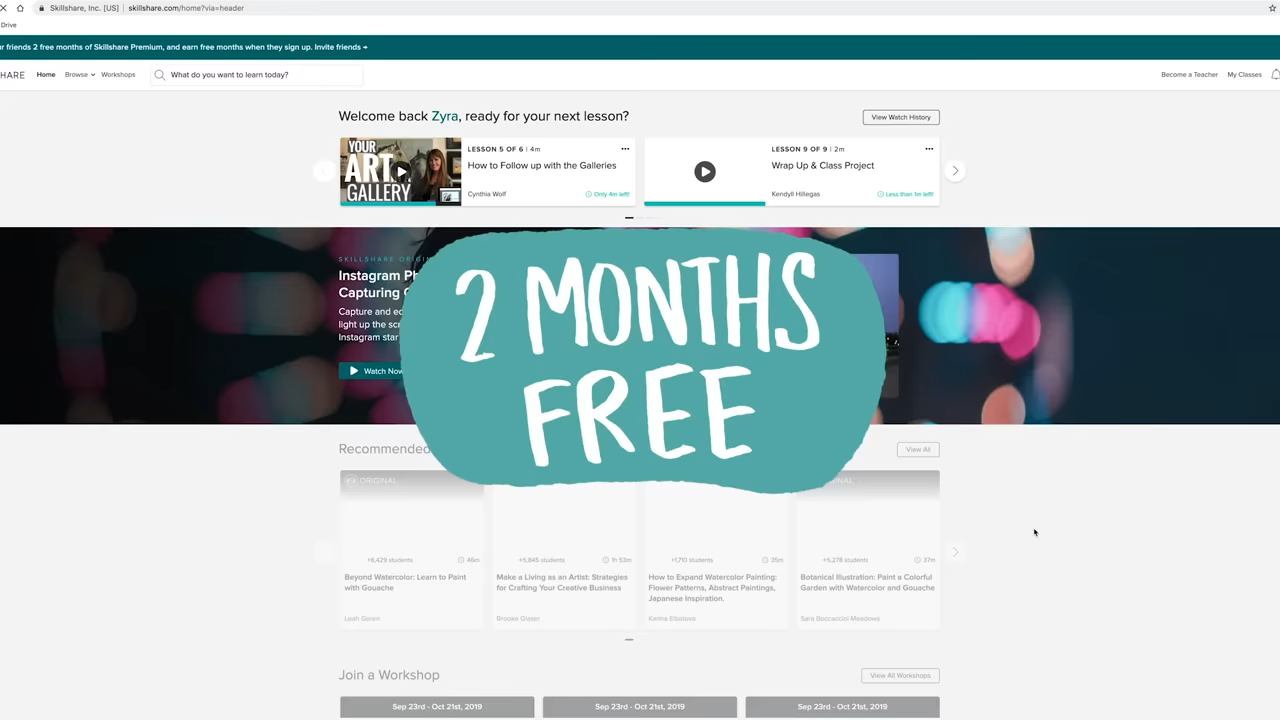 Skillshare, Inc. [US] | skillshare.com/home?via=header
Drive
r friends 2 free months of Skillshare Premium, and earn free months when they sign up. Invite friends →
HARE Home Browse Workshops What do you want to learn today? Become a Teacher My Classes
Welcome back Zyra, ready for your next lesson?
View Watch History
YOUR
ART
GALLERY
LESSON 5 OF 6 | 4m
How to Follow up with the Galleries
Cynthia Wolf
Only 4m left!
LESSON 9 OF 9 | 2m
Wrap Up & Class Project
Kendyll Hillegas
Less than 1m left!
SKILLSHARE ORIGIN
Instagram Ph
Capturing
Capture and ed
light up the scr
Instagram star
Watch Now
2 MONTHS
FREE
Recommended
View All
ORIGINAL
+6,429 students 46m
Beyond Watercolor: Learn to Paint
with Gouache
Leah Goren
+5,845 students 1h 53m
Make a Living as an Artist: Strategies
for Crafting Your Creative Business
Brooke Glaser
+1,710 students 35m
How to Expand Watercolor Painting:
Flower Patterns, Abstract Paintings,
Japanese Inspiration.
Karina Elbatova
NAL
+5,278 students 37m
Botanical Illustration: Paint a Colorful
Garden with Watercolor and Gouache
Sara Boccaccini Meadows
Join a Workshop
View All Workshops
Sep 23rd - Oct 21st, 2019
Sep 23rd - Oct 21st, 2019
Sep 23rd - Oct 21st, 2019